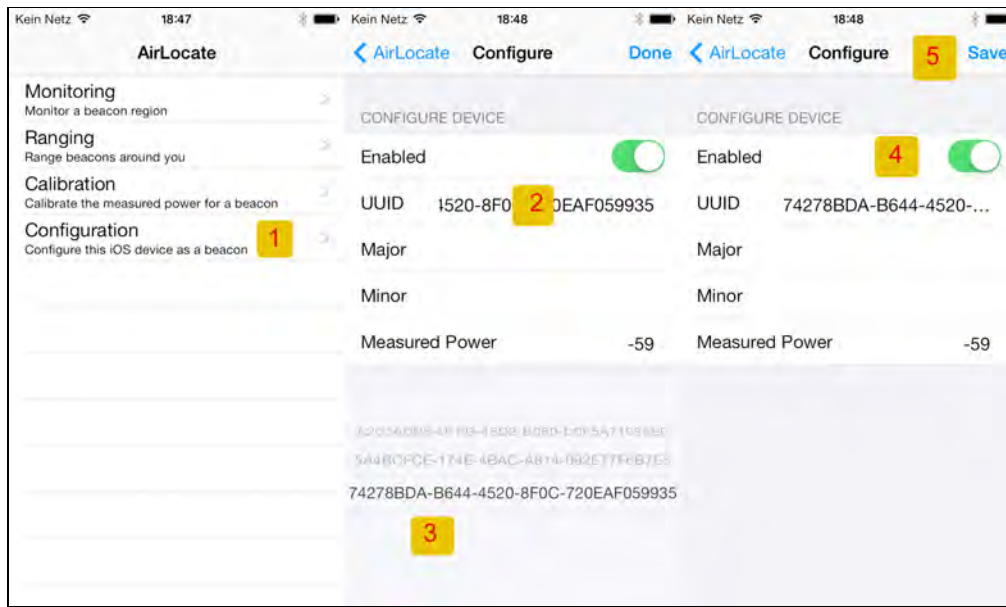 Kein Netz 18:47
AirLocate
Monitoring
Monitor a beacon region
Ranging
Range beacons around you
Calibration
Calibrate the measured power for a beacon
Configuration
Configure this iOS device as a beacon
1
Kein Netz 18:48
AirLocate Configure Done
CONFIGURE DEVICE
Enabled
UUID 4520-8F0 2 0EAF059935
Major
Minor
Measured Power -59
74278BDA-B644-4520-8F0C-720EAF059935
3
Kein Netz 18:48
AirLocate Configure 5 Save
CONFIGURE DEVICE
Enabled 4
UUID 74278BDA-B644-4520-...
Major
Minor
Measured Power -59